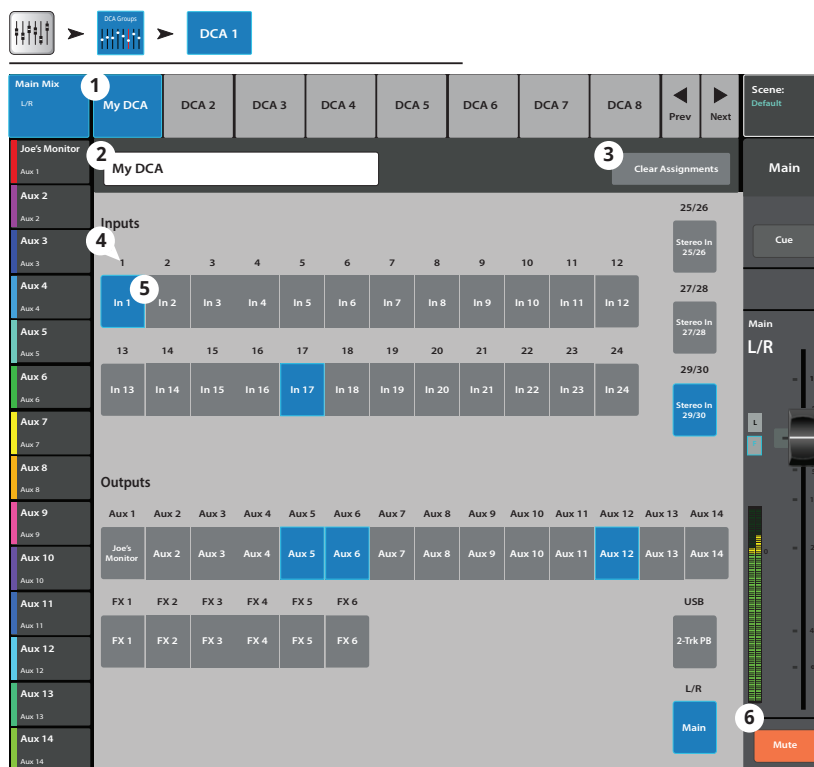 DCA Groups
DCA 1
Main Mix
L/R
1
My DCA
DCA 2
DCA 3
DCA 4
DCA 5
DCA 6
DCA 7
DCA 8
Prev
Next
Scene:
Default
Joe's Monitor
Aux 1
Aux 2
Aux 2
Aux 3
Aux 3
Aux 4
Aux 4
Aux 5
Aux 5
Aux 6
Aux 6
Aux 7
Aux 7
Aux 8
Aux 8
Aux 9
Aux 9
Aux 10
Aux 10
Aux 11
Aux 11
Aux 12
Aux 12
Aux 13
Aux 13
Aux 14
Aux 14
2
My DCA
3
Clear Assignments
Inputs
4
1 2 3 4 5 6 7 8 9 10 11 12
5
In 1 In 2 In 3 In 4 In 5 In 6 In 7 In 8 In 9 In 10 In 11 In 12
13 14 15 16 17 18 19 20 21 22 23 24
In 13 In 14 In 15 In 16 In 17 In 18 In 19 In 20 In 21 In 22 In 23 In 24
25/26
Stereo In
25/26
27/28
Stereo In
27/28
29/30
Stereo In
29/30
Outputs
Aux 1 Aux 2 Aux 3 Aux 4 Aux 5 Aux 6 Aux 7 Aux 8 Aux 9 Aux 10 Aux 11 Aux 12 Aux 13 Aux 14
Joe's
Monitor
Aux 2 Aux 3 Aux 4 Aux 5 Aux 6 Aux 7 Aux 8 Aux 9 Aux 10 Aux 11 Aux 12 Aux 13 Aux 14
FX 1 FX 2 FX 3 FX 4 FX 5 FX 6
FX 1 FX 2 FX 3 FX 4 FX 5 FX 6
USB
2-Trk PB
L/R
Main
Main
Cue
Main
L/R
L
0
6
Mute